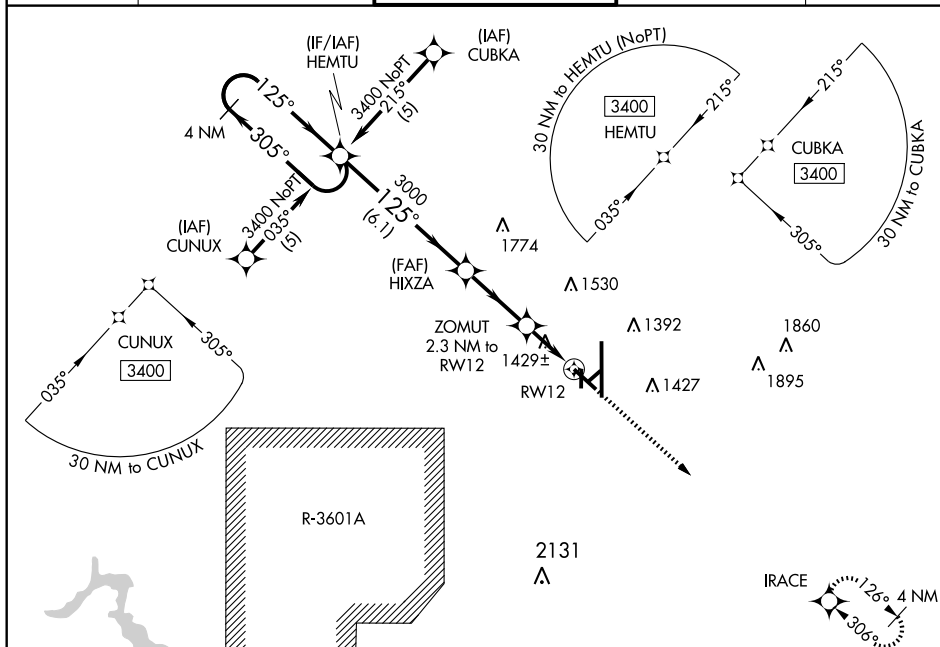 (IF/IAF)
HEMTU
(IAF)
CUBKA
30 NM to HEMTU (NoPT)
3400
HEMTU
215°
035°
215°
CUBKA
3400
305°
30 NM to CUBKA
125°
4 NM
305°
3400 NoPT
215°
(5)
3000
125°
(6.1)
(IAF)
CUNUX
3400 NoPT
035°
(5)
1774
(FAF)
HIXZA
1530
ZOMUT
2.3 NM to
RW12
1429±
1392
1860
1895
1427
RW12
CUNUX
3400
035°
305°
30 NM to CUNUX
R-3601A
2131
IRACE
126°
4 NM
306°